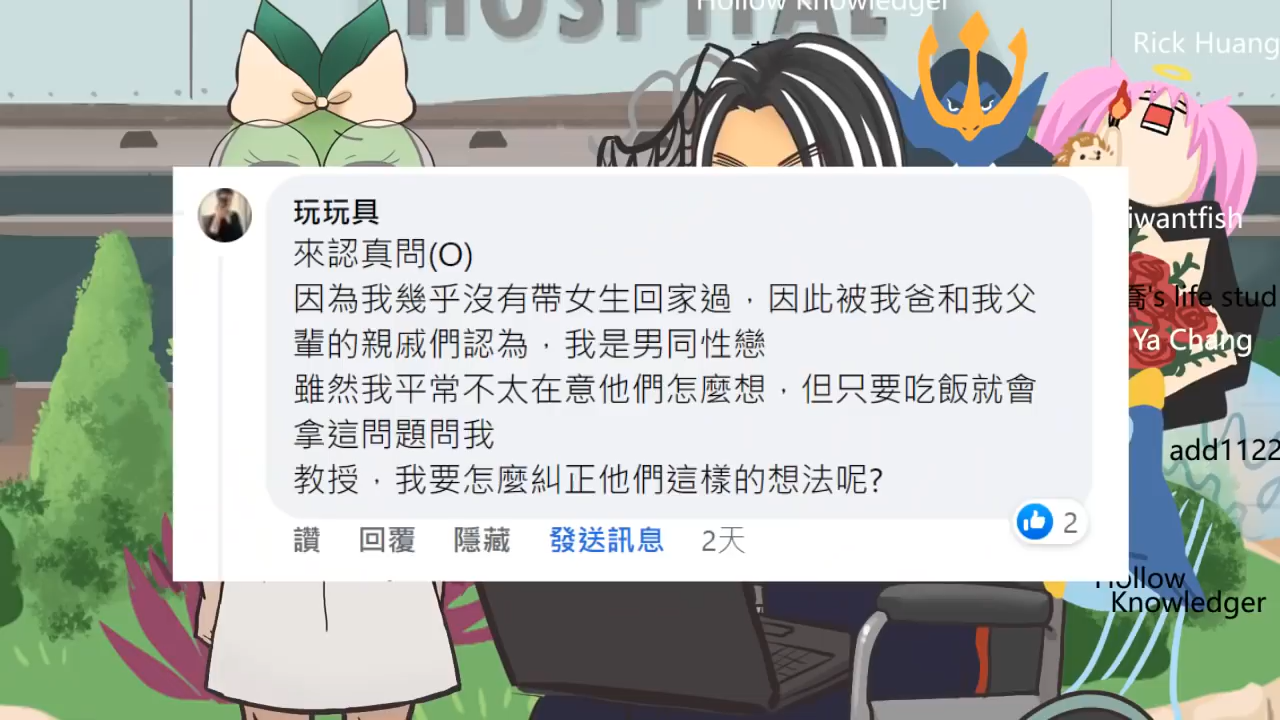 HOSPITAL
Hollow Knowledger
Rick Huang
玩玩具
來認真問(O)
因為我幾乎沒有帶女生回家過，因此被我爸和我父
輩的親戚們認為，我是男同性戀
雖然我平常不太在意他們怎麼想，但只要吃飯就會
拿這問題問我
教授，我要怎麼糾正他們這樣的想法呢?
讚 回覆 隱藏 發送訊息 2天
2
iwantfish
喬's life stud
Ya Chang
add1122
Hollow
Knowledger